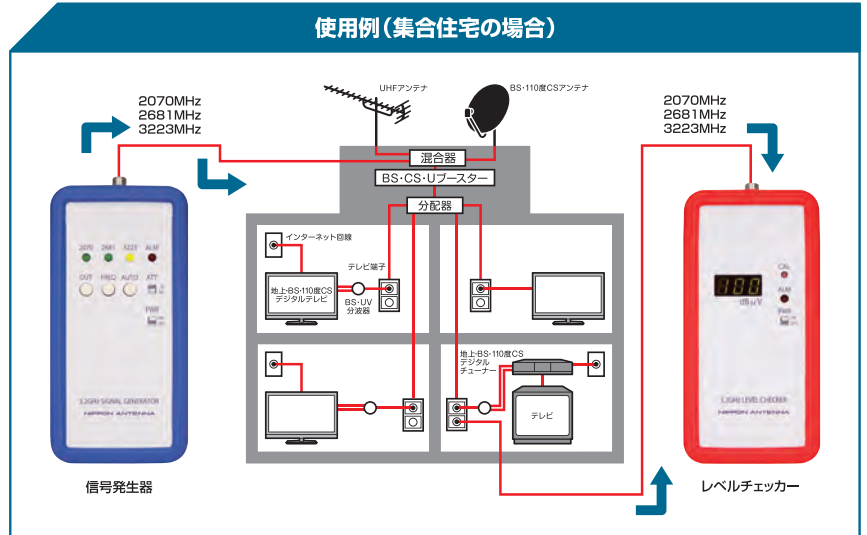 使用例（集合住宅の場合）
2070MHz
2681MHz
3223MHz
UHFアンテナ
BS・110度CSアンテナ
2070MHz
2681MHz
3223MHz
混合器
BS・CS・Uブースター
分配器
インターネット回線
テレビ端子
地上・BS・110度CS
デジタルテレビ
BS・UV
分波器
地上・BS・110度CS
デジタル
チューナー
テレビ
2070 2681 3223 ALM
OUT FREQ AUTO ATT
PWR
3.2GHz SIGNAL GENERATOR
NIPPON ANTENNA
信号発生器
CAL
ALM
PWR
dBμV
3.2GHz LEVEL CHECKER
NIPPON ANTENNA
レベルチェッカー